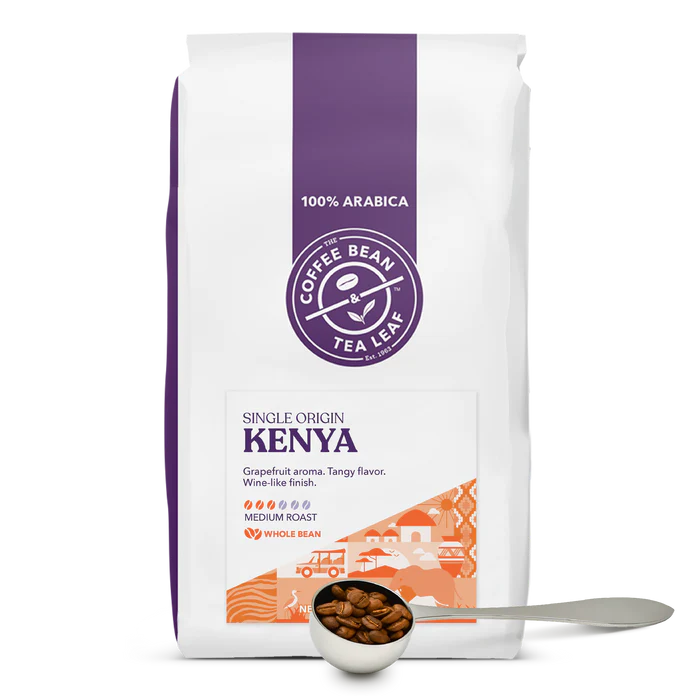 100% ARABICA
THE
COFFEE BEAN
&
TEA LEAF
TM
Est. 1963
SINGLE ORIGIN
KENYA
Grapefruit aroma. Tangy flavor.
Wine-like finish.
MEDIUM ROAST
WHOLE BEAN